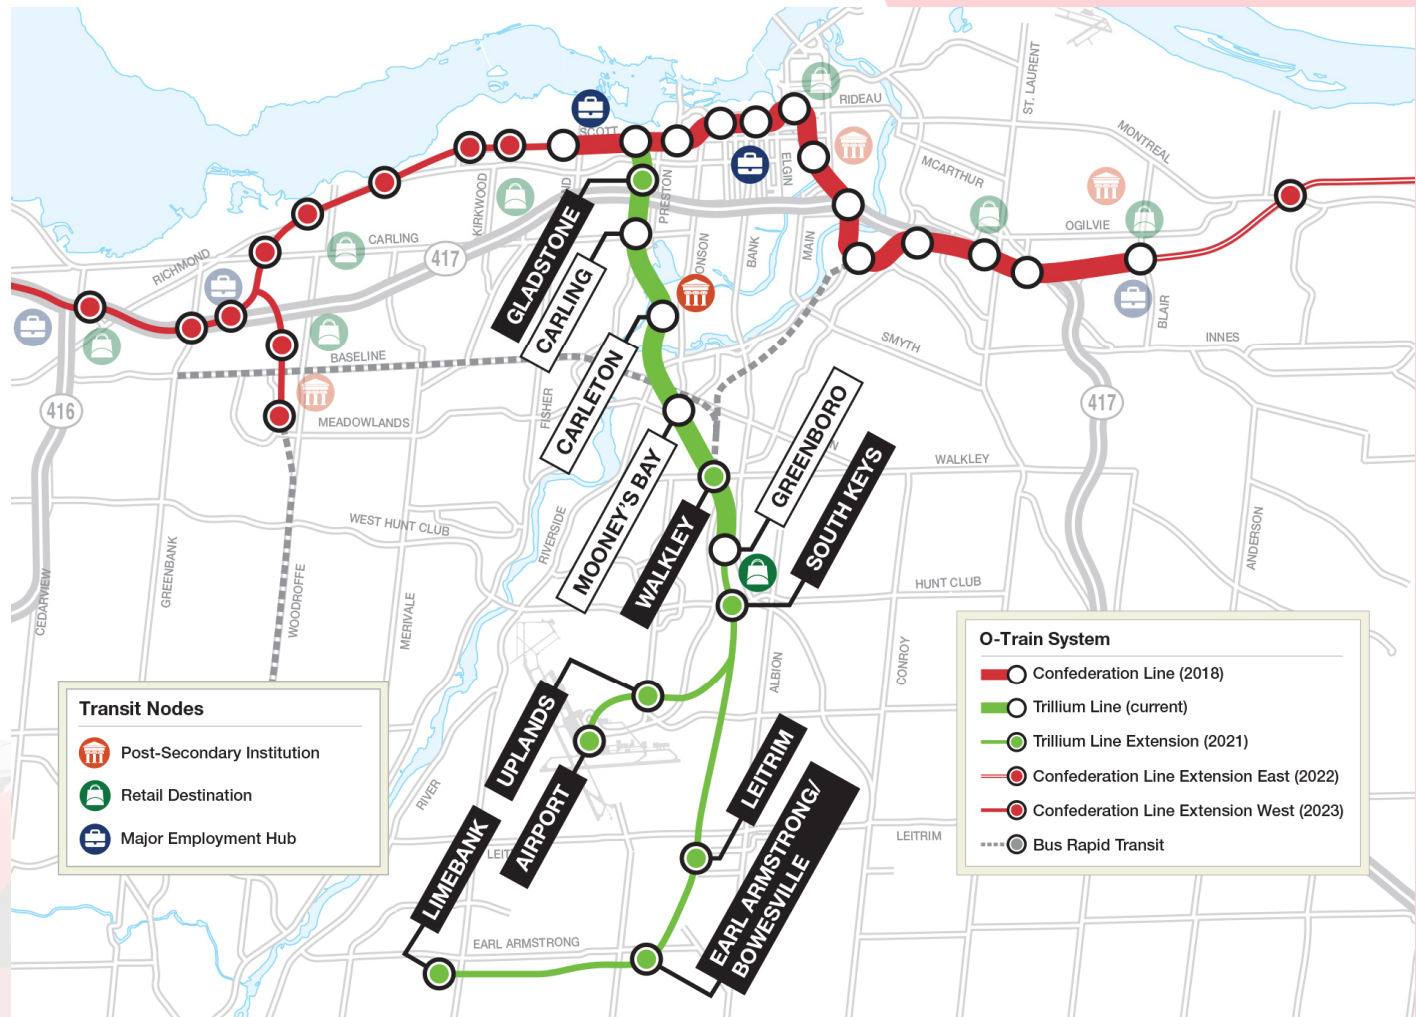 RIDEAU
ST. LAURENT
MONTREAL
SCOTT
ELGIN
MCARTHUR
KIRKWOOD
PRESTON
OGILVIE
CARLING
417
RICHMOND
GLADSTONE
CARLING
ONSON
BANK
MAIN
BLAIR
INNES
SMYTH
BASELINE
416
417
MEADOWLANDS
FISHER
CARLETON
GREENBORO
WALKLEY
MOONEY'S BAY
SOUTH KEYS
WALKLEY
WEST HUNT CLUB
RIVERSIDE
ANDERSON
GREENBANK
CEDARVIEW
WOODROFFE
MERIVALE
HUNT CLUB
ALBION
CONROY
UPLANDS
AIRPORT
LEITRIM
RIVER
LIMEBANK
LEIT
LEITRIM
EARL ARMSTRONG/
BOWESVILLE
EARL ARMSTRONG
Transit Nodes
Post-Secondary Institution
Retail Destination
Major Employment Hub
O-Train System
Confederation Line (2018)
Trillium Line (current)
Trillium Line Extension (2021)
Confederation Line Extension East (2022)
Confederation Line Extension West (2023)
Bus Rapid Transit